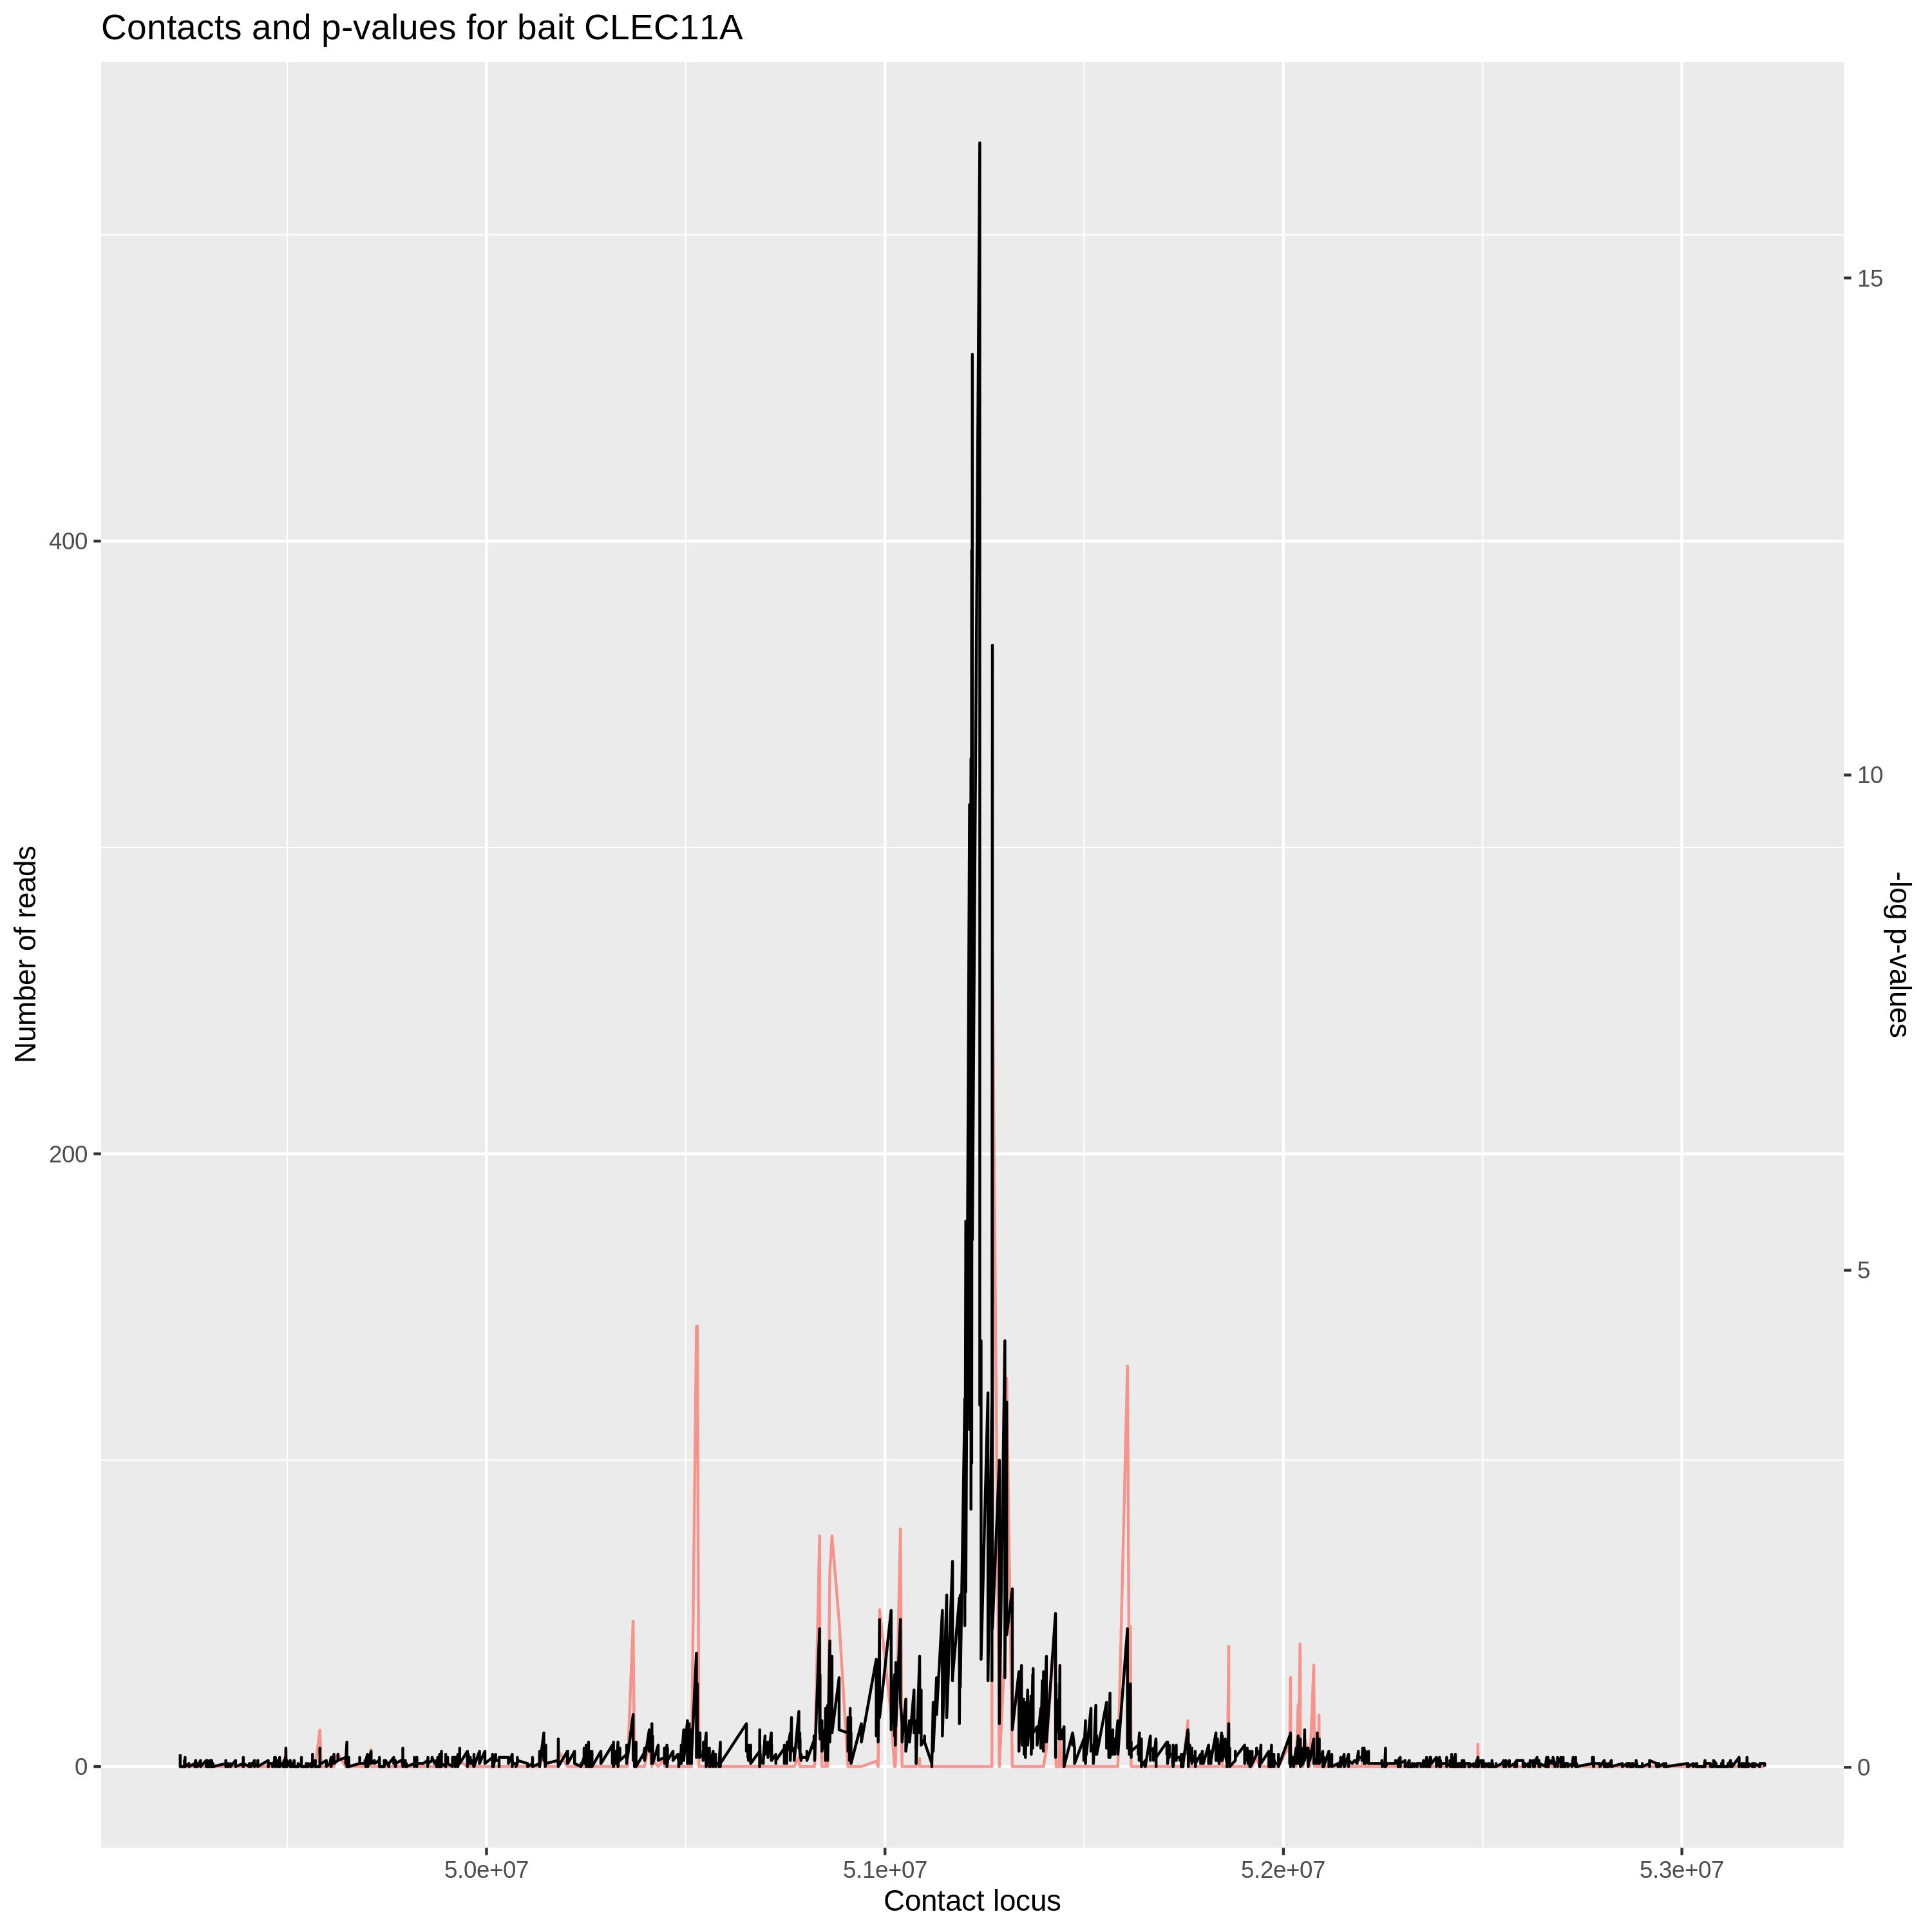 Contacts and p-values for bait CLEC11A
Number of reads
400
200
0
15
10
5
0
-log p-values
5.0e+07
5.1e+07
5.2e+07
5.3e+07
Contact locus